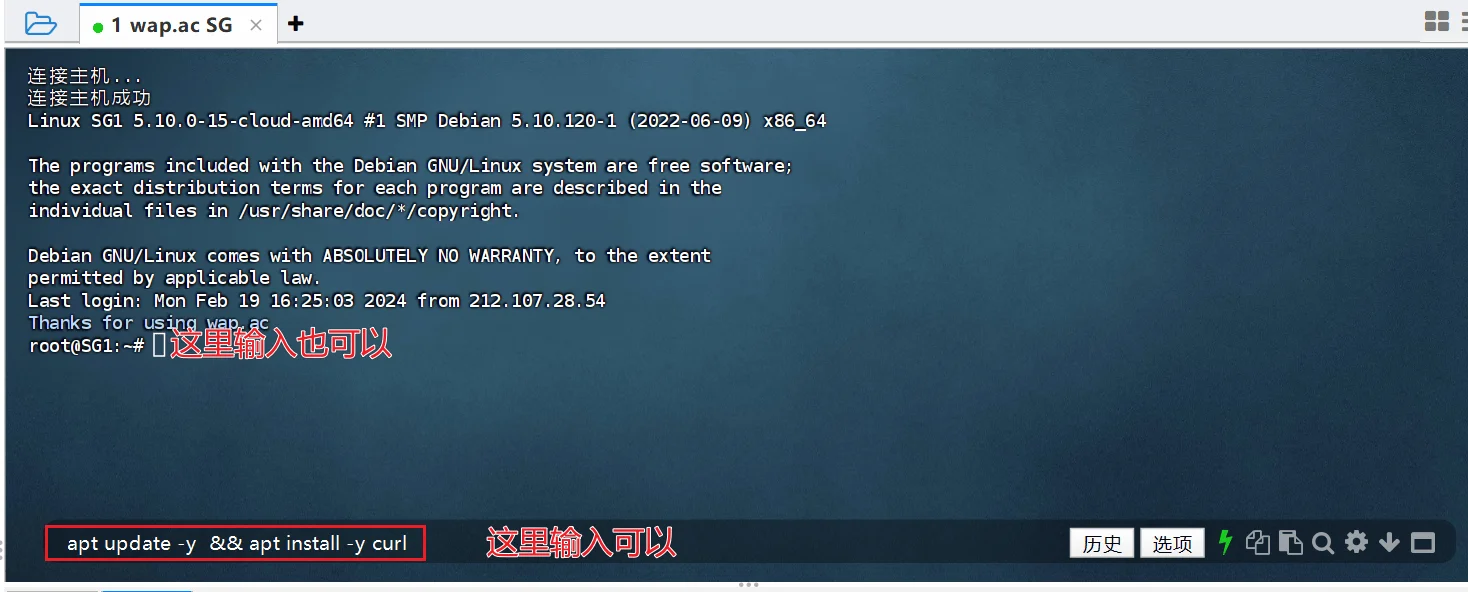 1 wap.ac SG
连接主机...
连接主机成功
Linux SG1 5.10.0-15-cloud-amd64 #1 SMP Debian 5.10.120-1 (2022-06-09) x86_64
The programs included with the Debian GNU/Linux system are free software;
the exact distribution terms for each program are described in the
individual files in /usr/share/doc/*/copyright.
Debian GNU/Linux comes with ABSOLUTELY NO WARRANTY, to the extent
permitted by applicable law.
Last login: Mon Feb 19 16:25:03 2024 from 212.107.28.54
Thanks for using wap.ac
root@SG1:~# 这里输入也可以
apt update -y  && apt install -y curl 这里输入可以 历史 选项